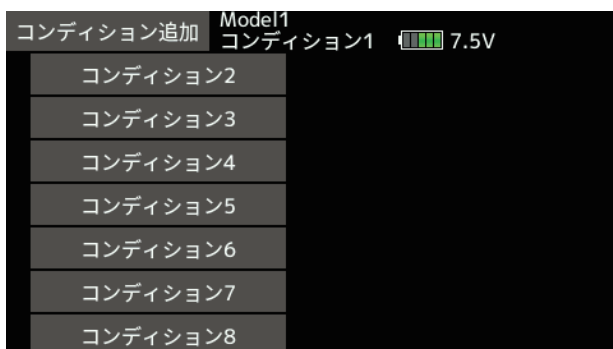 コンディション追加
Model1
コンディション1 7.5V
コンディション2
コンディション3
コンディション4
コンディション5
コンディション6
コンディション7
コンディション8